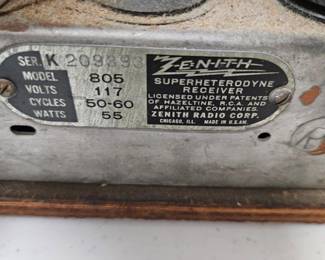 SER. K 209393
MODEL 805
VOLTS 117
CYCLES 50-60
WATTS 55
ZENITH
SUPERHETERODYNE
RECEIVER
LICENSED UNDER PATENTS
OF HAZELTINE, R.C.A. AND
AFFILIATED COMPANIES.
ZENITH RADIO CORP.
CHICAGO, ILL. MADE IN U.S.A.